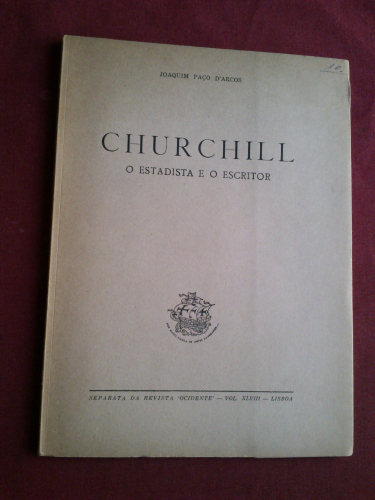 JOAQUIM PAÇO D'ARCOS
CHURCHILL
O ESTADISTA E O ESCRITOR
SEPARATA DA REVISTA 'OCIDENTE' — VOL. XLVIII — LISBOA